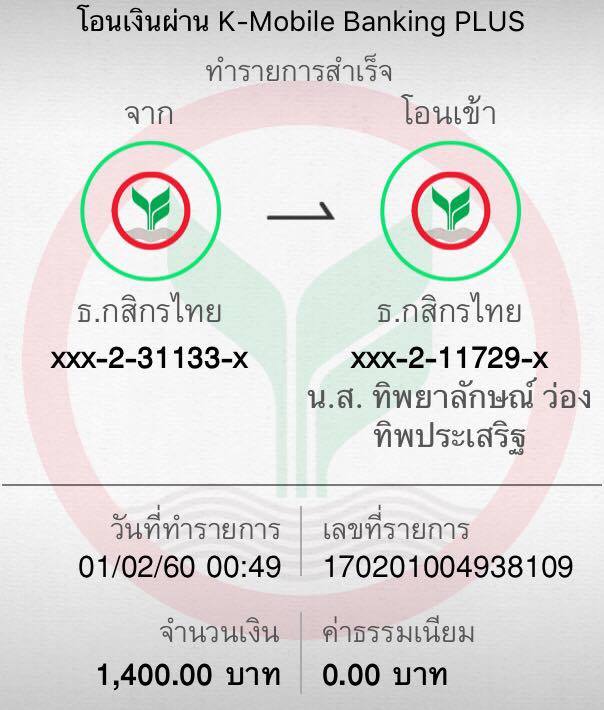 โอนเงินผ่าน K-Mobile Banking PLUS
ทำรายการสำเร็จ
จาก
โอนเข้า
ธ.กสิกรไทย
ธ.กสิกรไทย
xxx-2-31133-x
xxx-2-11729-x
น.ส. ทิพยาลักษณ์ ว่อง
ทิพประเสริฐ
วันที่ทำรายการ
เลขที่รายการ
01/02/60 00:49
170201004938109
จำนวนเงิน
ค่าธรรมเนียม
1,400.00 บาท
0.00 บาท